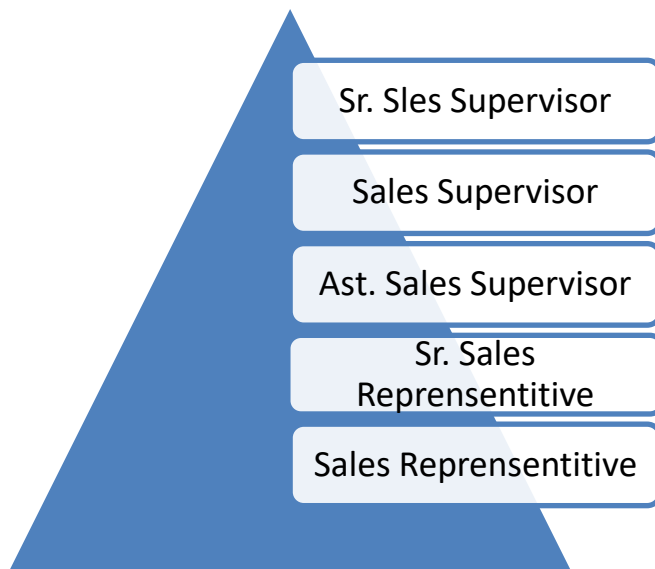 Sr. Sles Supervisor
Sales Supervisor
Ast. Sales Supervisor
Sr. Sales
Reprensentitive
Sales Reprensentitive